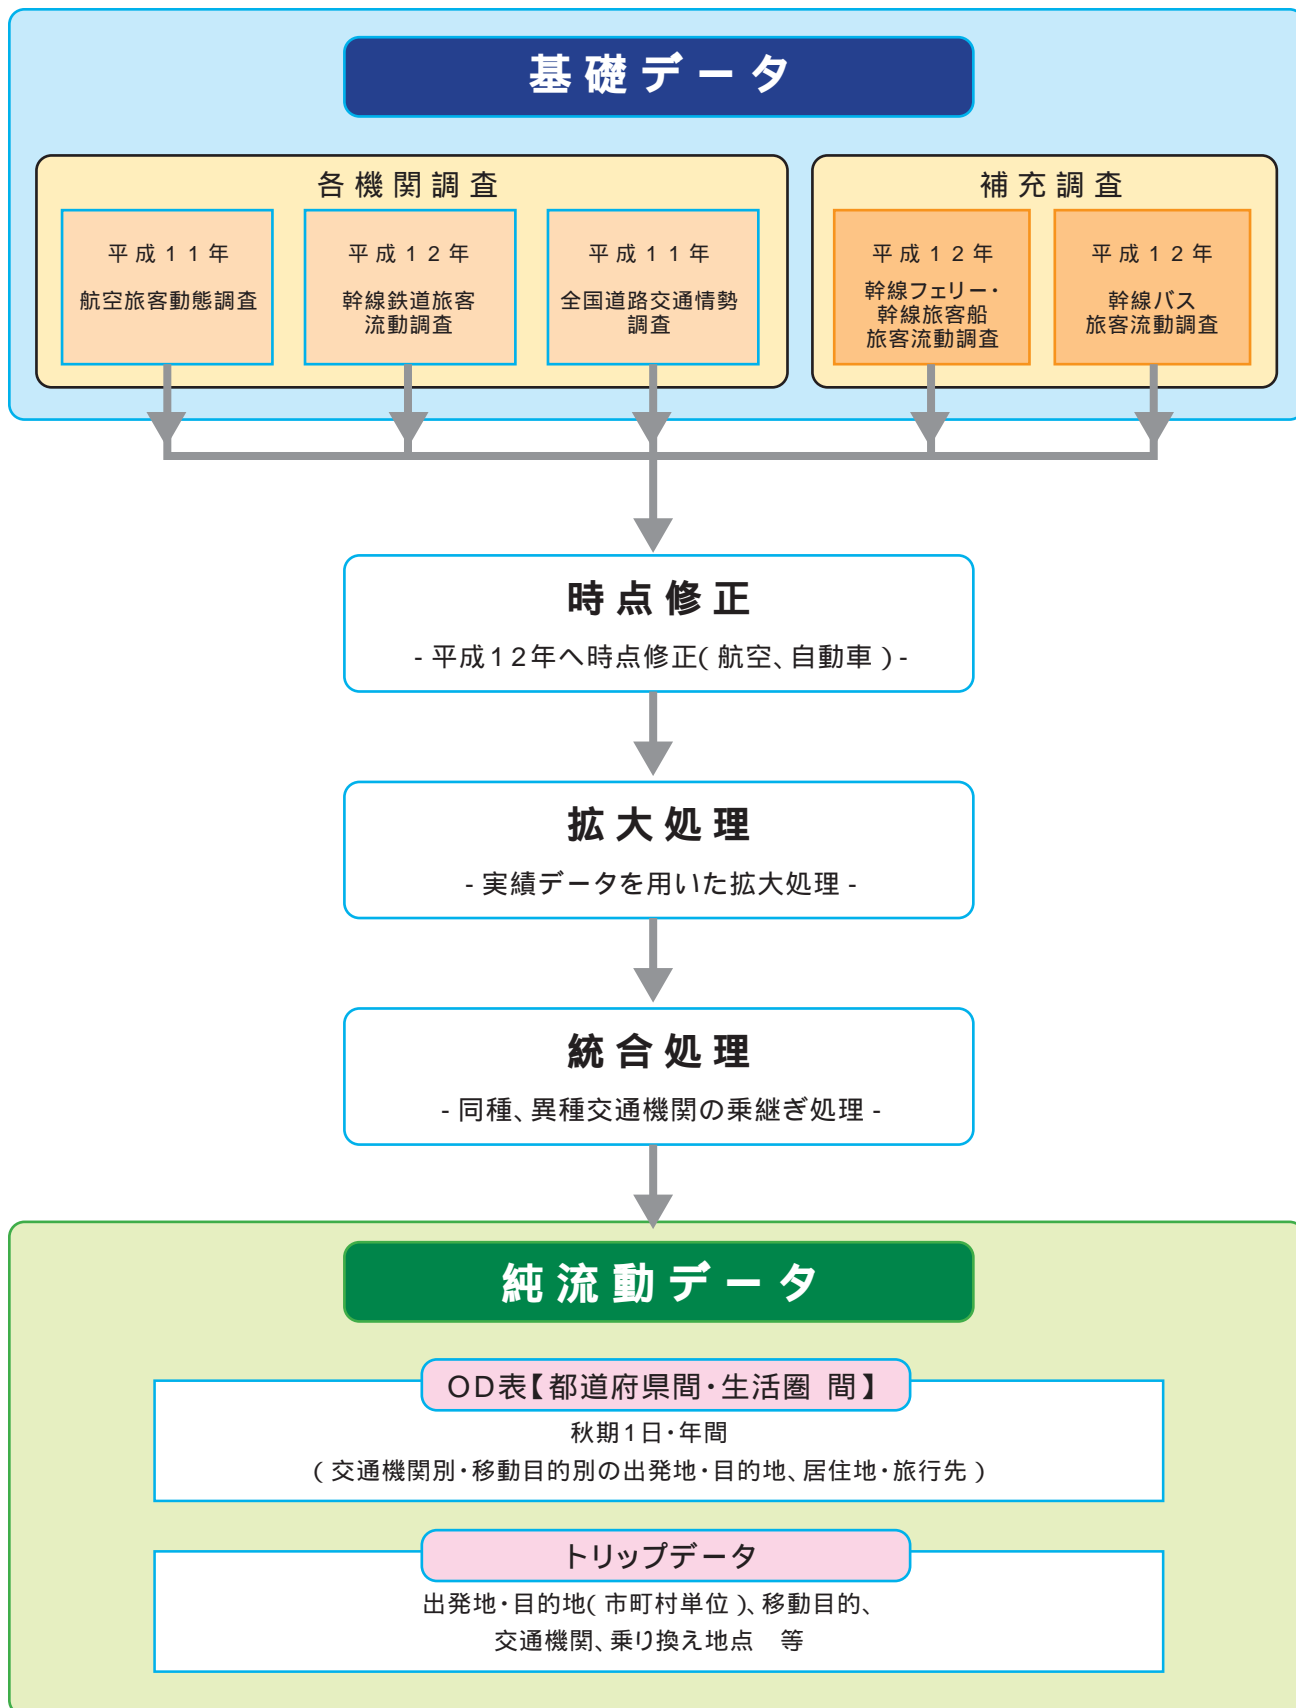 基礎データ
各機関調査
補充調査
平成11年
航空旅客動態調査
平成12年
幹線鉄道旅客
流動調査
平成11年
全国道路交通情勢
調査
平成12年
幹線フェリー・
幹線旅客船
旅客流動調査
平成12年
幹線バス
旅客流動調査
時点修正
- 平成12年へ時点修正(航空、自動車) -
拡大処理
- 実績データを用いた拡大処理 -
統合処理
- 同種、異種交通機関の乗継ぎ処理 -
純流動データ
OD表【都道府県間・生活圏 間】
秋期1日・年間
(交通機関別・移動目的別の出発地・目的地、居住地・旅行先)
トリップデータ
出発地・目的地(市町村単位)、移動目的、
交通機関、乗り換え地点　等